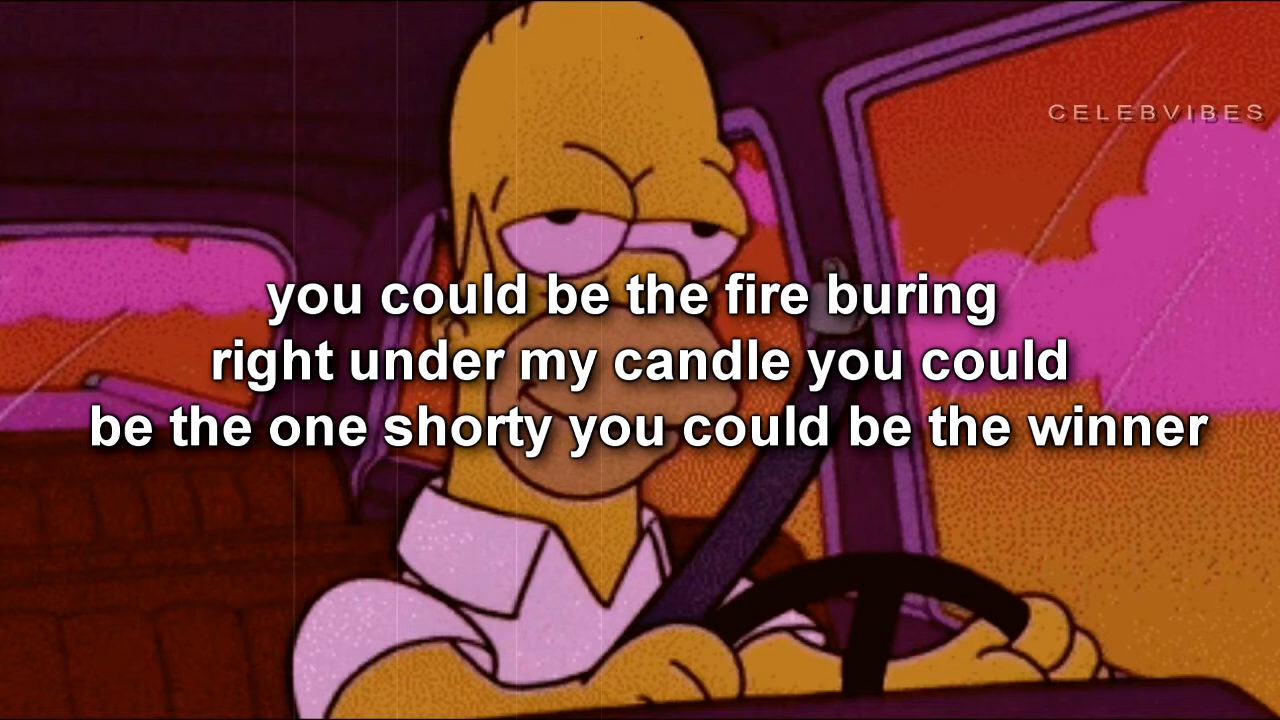 CELEBVIBES
you could be the fire buring
right under my candle you could
be the one shorty you could be the winner